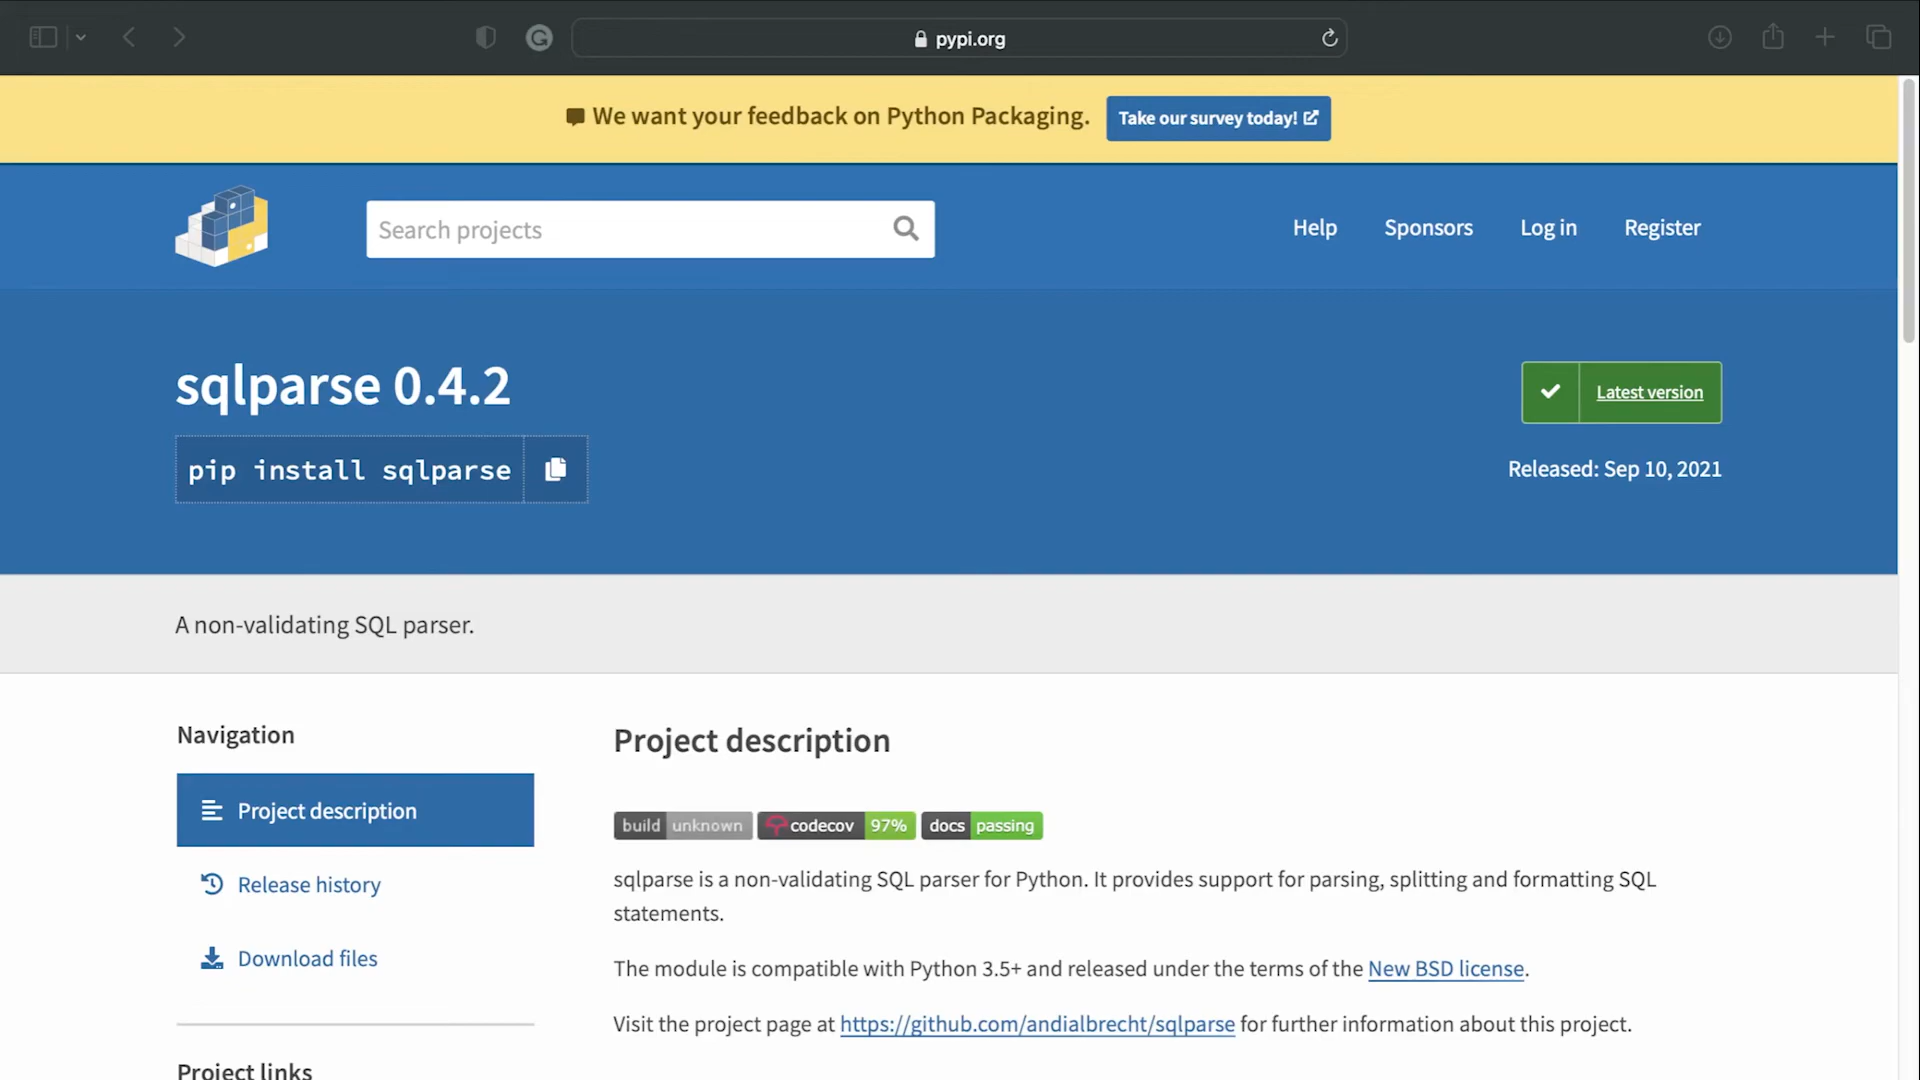 pypi.org
We want your feedback on Python Packaging. Take our survey today!
Search projects
Help Sponsors Log in Register
sqlparse 0.4.2
Latest version
pip install sqlparse
Released: Sep 10, 2021
A non-validating SQL parser.
Navigation
Project description
Release history
Download files
Project links
Project description
build unknown codecov 97% docs passing
sqlparse is a non-validating SQL parser for Python. It provides support for parsing, splitting and formatting SQL
statements.
The module is compatible with Python 3.5+ and released under the terms of the New BSD license.
Visit the project page at https://github.com/andialbrecht/sqlparse for further information about this project.